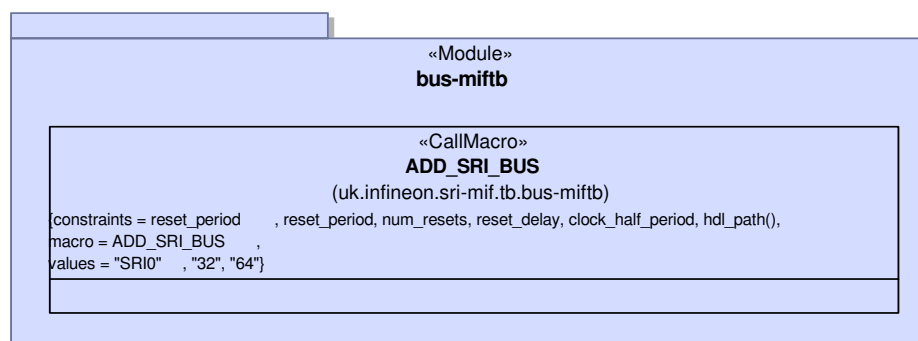 «Module»
bus-miftb
«CallMacro»
ADD_SRI_BUS
(uk.infineon.sri-mif.tb.bus-miftb)
{constraints = reset_period , reset_period, num_resets, reset_delay, clock_half_period, hdl_path(),
macro = ADD_SRI_BUS ,
values = "SRI0" , "32", "64"}